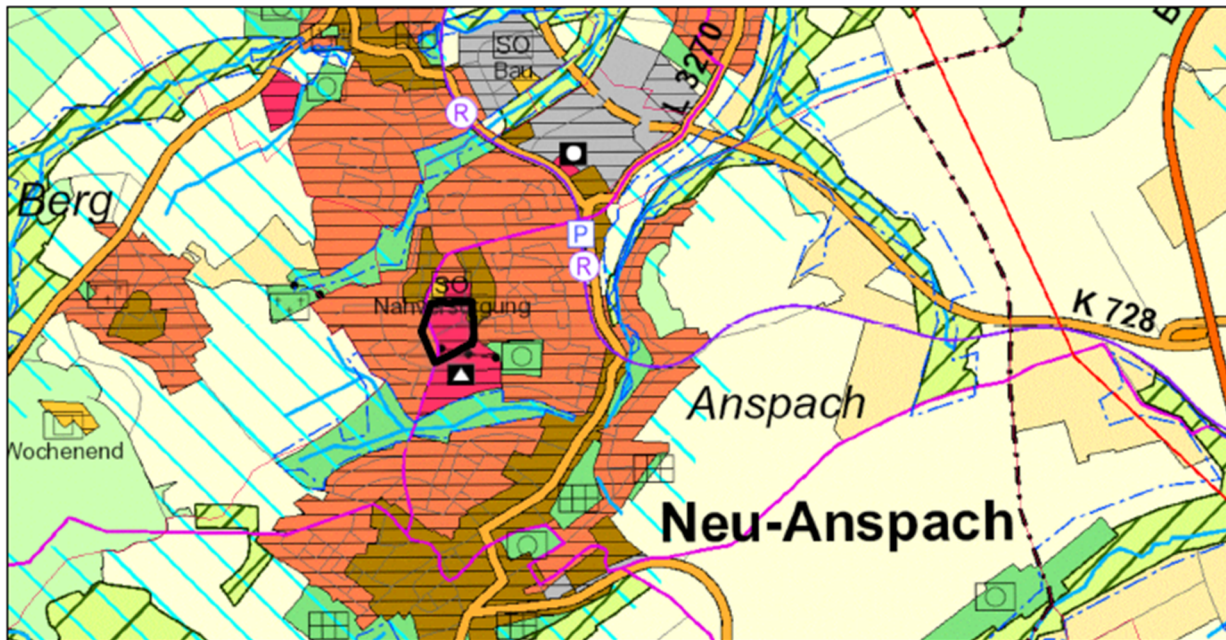 SO
Bau
L 3270
B
R
Berg
P
R
SO
Nahversorgung
K 728
Anspach
Wochenend
Neu-Anspach